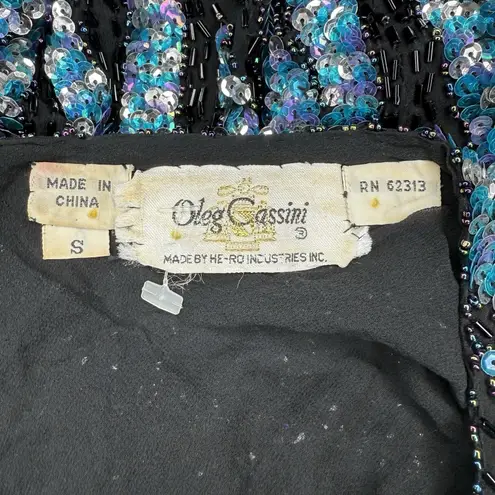 MADE IN
CHINA
S
Oleg Cassini
®
MADE BY HE-RO INDUSTRIES INC.
RN 62313